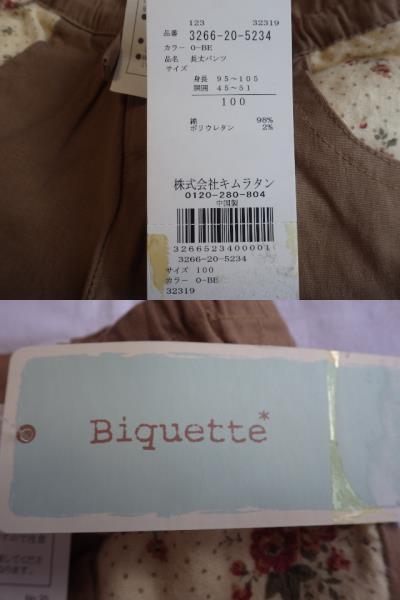 123 32319
品番 3266-20-5234
カラー 0-BE
品名 長丈パンツ
サイズ
身長 95～105
胴囲 45～51
100
綿 98%
ポリウレタン 2%
株式会社キムラタン
0120-280-804
中国製
3266523400001
3266-20-5234
サイズ 100
カラー 0-BE
32319
Biquette*